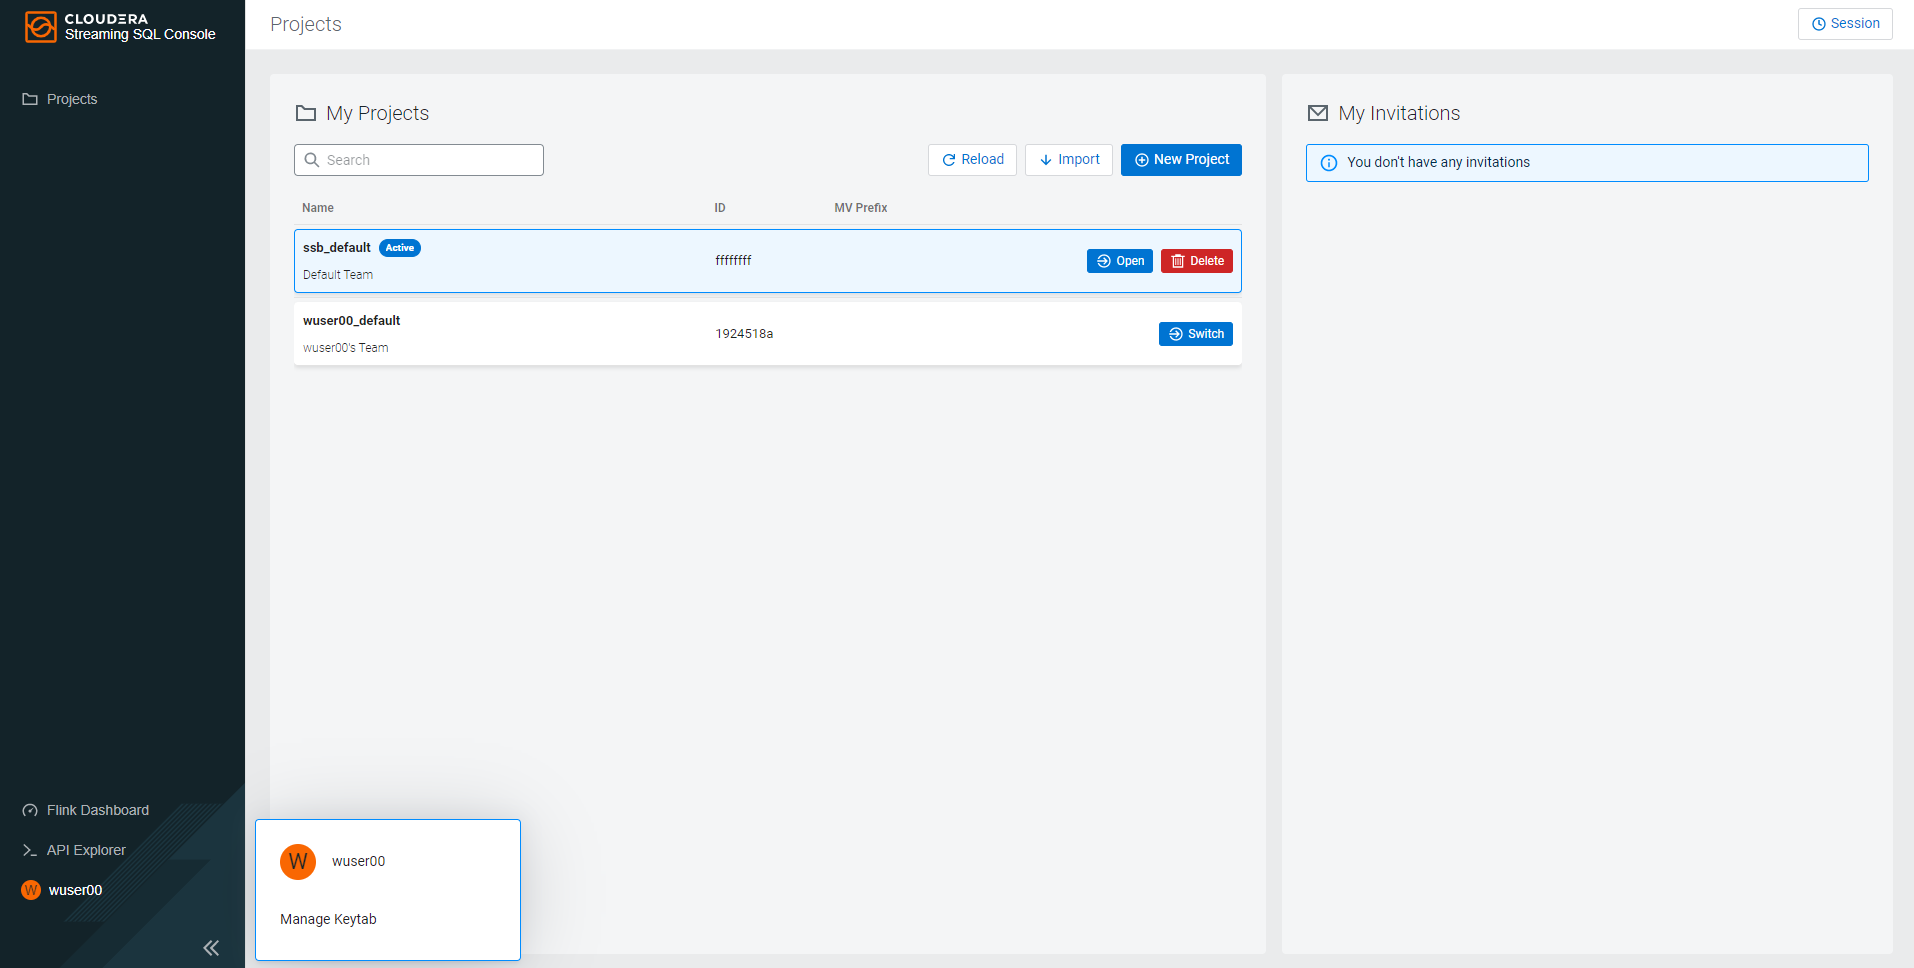 CLOUDERA
Streaming SQL Console
Projects
Projects
Session
My Projects
Search
Reload
Import
New Project
Name
ID
MV Prefix
ssb_default
Active
Default Team
ffffffff
Open
Delete
wuser00_default
wuser00's Team
1924518a
Switch
My Invitations
You don't have any invitations
Flink Dashboard
API Explorer
W
wuser00
W
wuser00
Manage Keytab